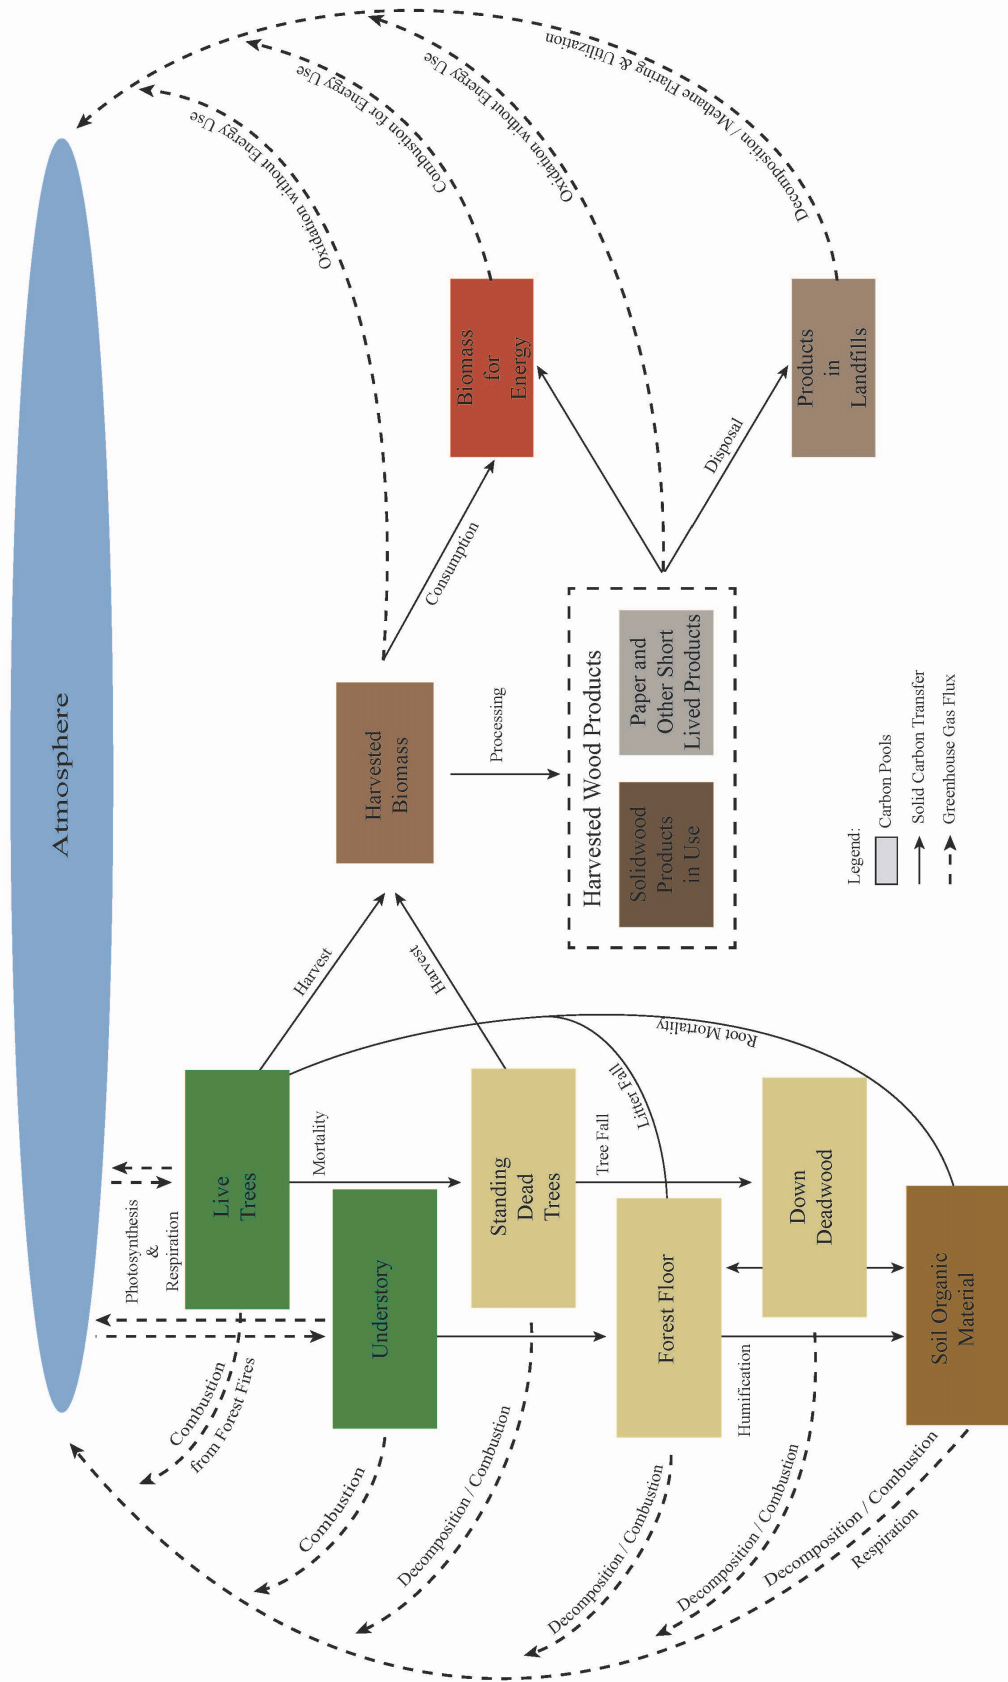 Atmosphere
Photosynthesis
&
Respiration
Combustion
from Forest Fires
Live
Trees
Mortality
Harvest
Harvest
Understory
Combustion
Standing
Dead
Trees
Decomposition / Combustion
Tree Fall
Litter Fall
Root Mortality
Forest Floor
Decomposition / Combustion
Humification
Down
Deadwood
Decomposition / Combustion
Soil Organic
Material
Decomposition / Combustion
Respiration
Harvested
Biomass
Processing
Consumption
Oxidation without Energy Use
Harvested Wood Products
Solidwood
Products
in Use
Paper and
Other Short
Lived Products
Biomass
for
Energy
Combustion for Energy Use
Oxidation without Energy Use
Disposal
Products
in
Landfills
Decomposition / Methane Flaring & Utilization
Legend:
Carbon Pools
Solid Carbon Transfer
Greenhouse Gas Flux